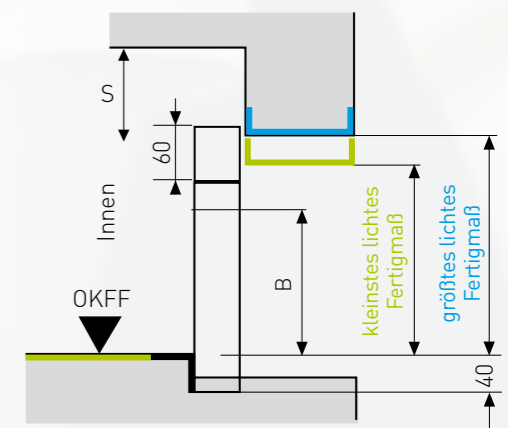 S
60
Innen
OKFF
B
kleinstes lichtes
Fertigmaß
größtes lichtes
Fertigmaß
40